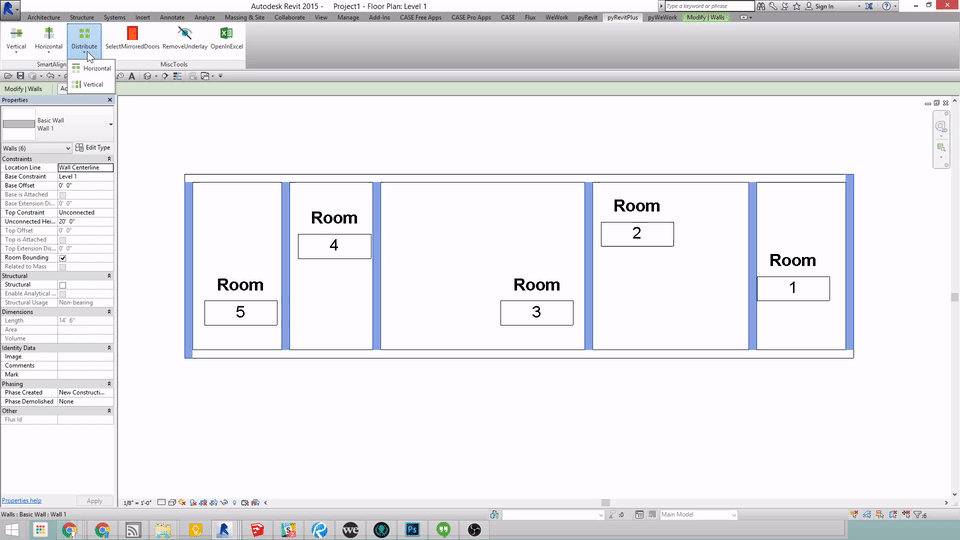 Autodesk Revit 2015 - Project1 - Floor Plan: Level 1
Type a keyword or phrase
Sign In
Architecture Structure Systems Insert Annotate Analyze Massing & Site Collaborate View Manage Add-Ins CASE Free Apps CASE Pro Apps CASE Flux WeWork pyRevit pyRevitPlus pyWeWork Modify | Walls
Vertical Horizontal Distribute SelectMirroredDoors RemoveUnderlay OpenInExcel
SmartAlign MiscTools
Horizontal
Vertical
Modify | Walls
Properties
Basic Wall
Wall 1
Walls (6) Edit Type
Constraints
Location Line Wall Centerline
Base Constraint Level 1
Base Offset 0' 0"
Base is Attached
Base Extension Di... 0' 0"
Top Constraint Unconnected
Unconnected Hei... 20' 0"
Top Offset 0' 0"
Top is Attached
Top Extension Dis... 0' 0"
Room Bounding
Related to Mass
Structural
Structural
Enable Analytical ...
Structural Usage Non-bearing
Dimensions
Length 14' 6"
Area
Volume
Identity Data
Image
Comments
Mark
Phasing
Phase Created New Constructi...
Phase Demolished None
Other
Flux Id
Properties help Apply
Room
5
Room
4
Room
3
Room
2
Room
1
1/8" = 1'-0"
Walls : Basic Wall : Wall 1
:0
Main Model
:6
we
Ps